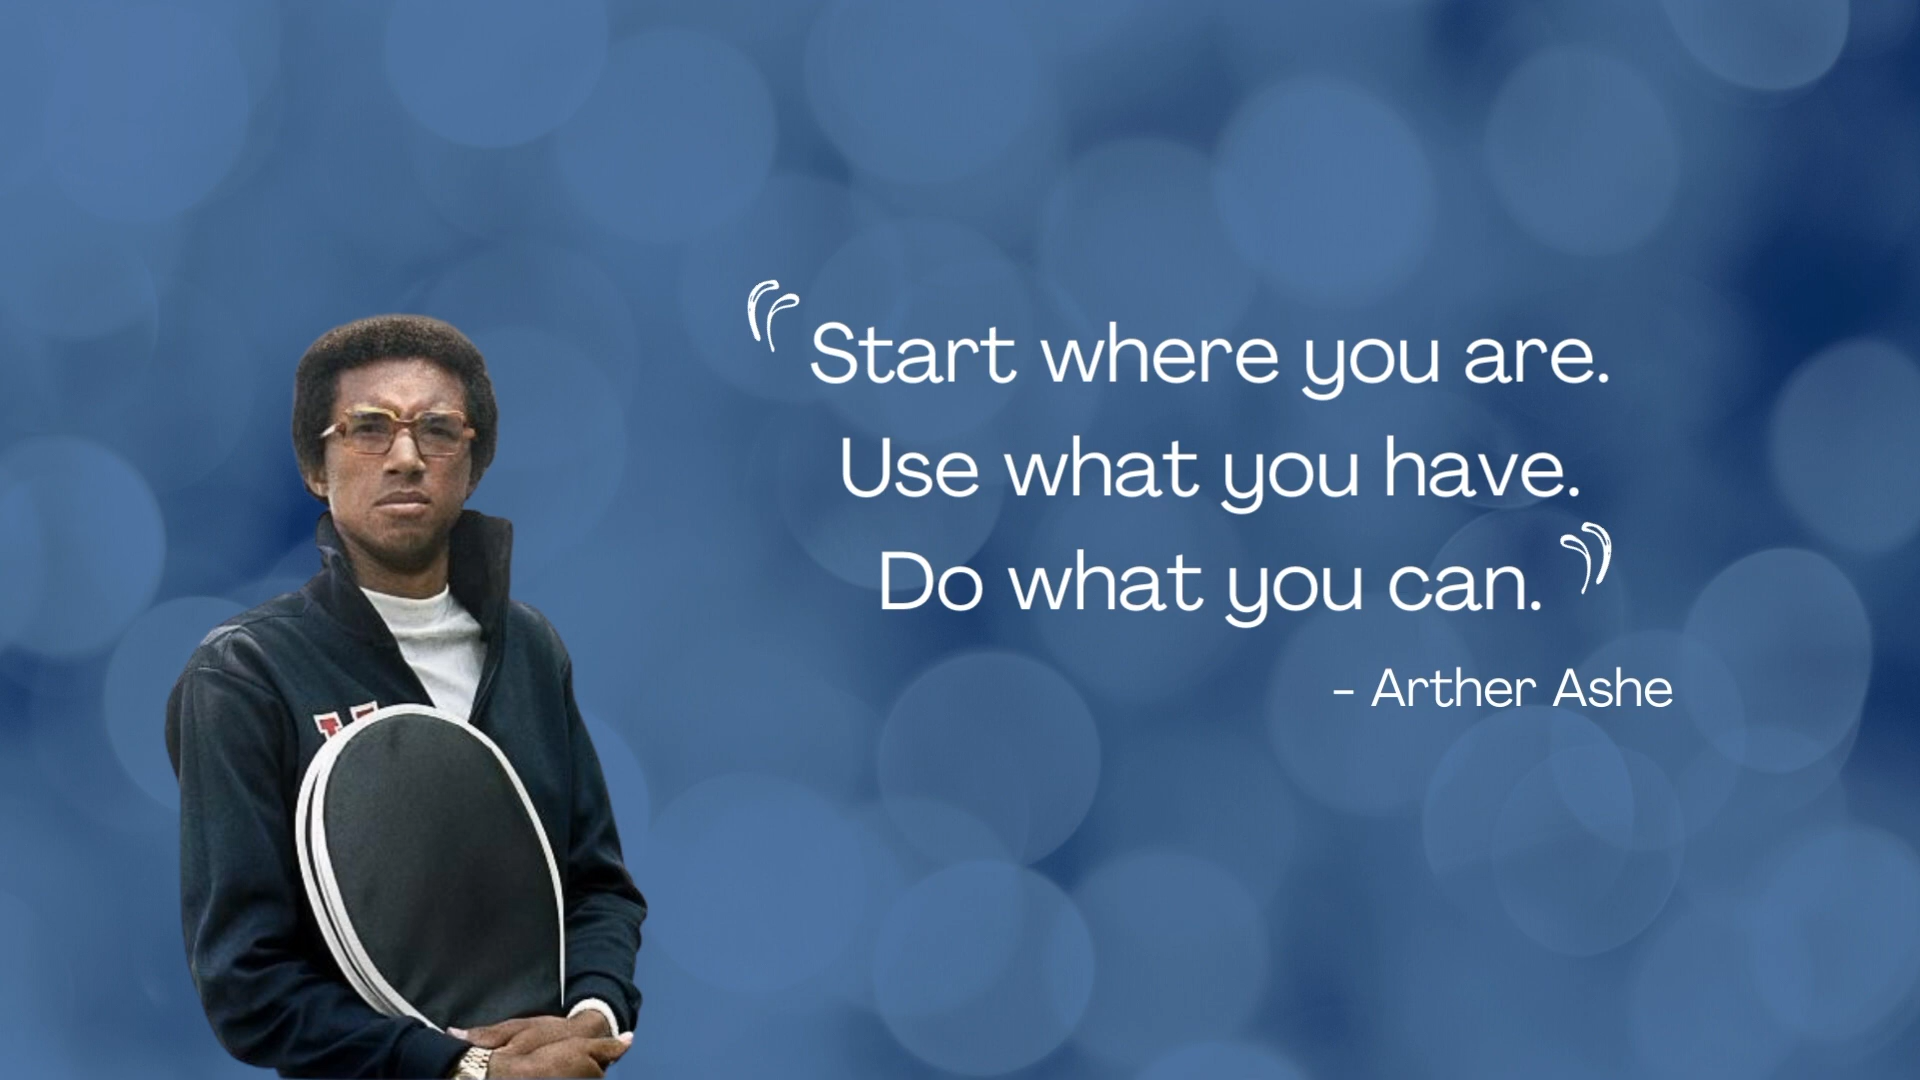 “Start where you are.
Use what you have.
Do what you can.”
- Arther Ashe